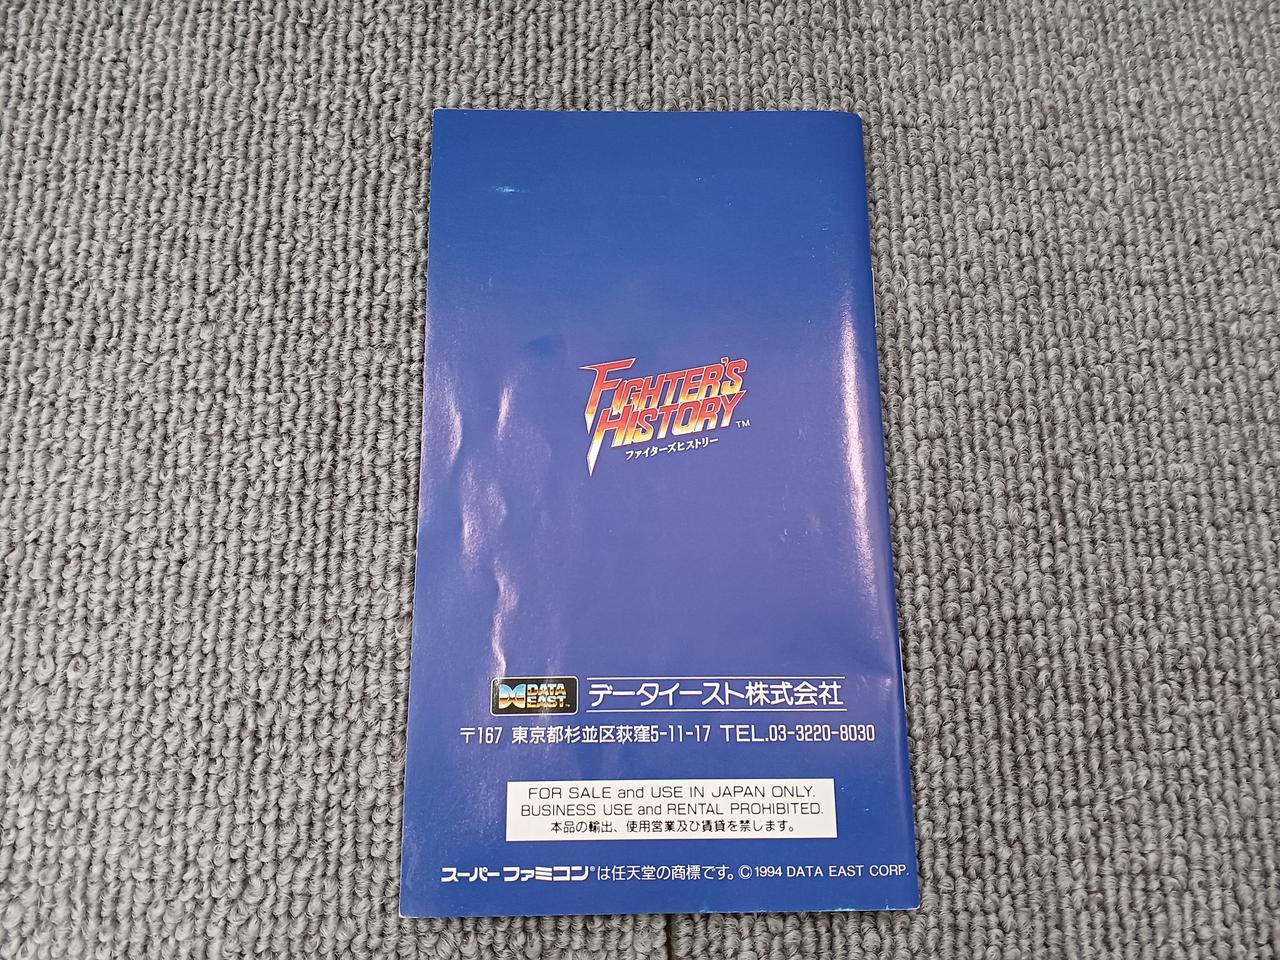 FIGHTER'S
HISTORY TM
ファイターズヒストリー
DATA EAST™ データイースト株式会社
〒167 東京都杉並区荻窪5-11-17 TEL.03-3220-8030
FOR SALE and USE IN JAPAN ONLY.
BUSINESS USE and RENTAL PROHIBITED.
本品の輸出、使用営業及び賃貸を禁じます。
スーパーファミコン®は任天堂の商標です。©1994 DATA EAST CORP.